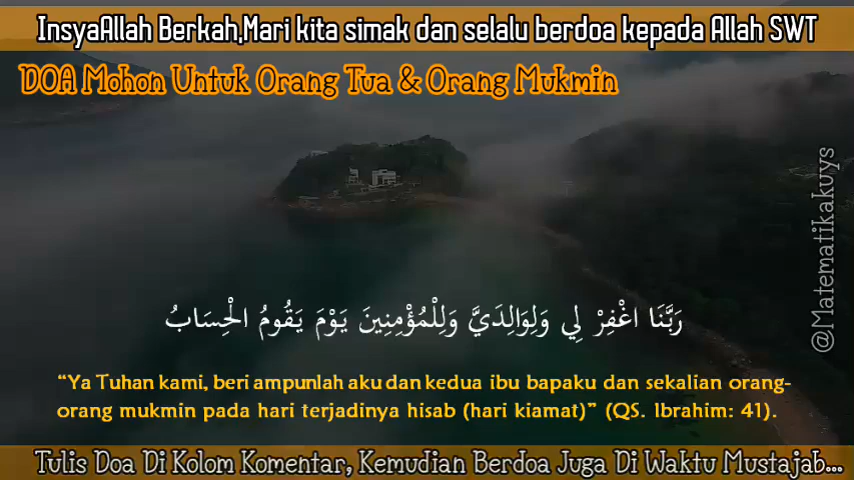 InsyaAllah Berkah,Mari kita simak dan selalu berdoa kepada Allah SWT
DOA Mohon Untuk Orang Tua & Orang Mukmin
@Matematikakuys
رَبَّنَا اغْفِرْ لِي وَلِوَالِدَيَّ وَلِلْمُؤْمِنِينَ يَوْمَ يَقُومُ الْحِسَابُ
“Ya Tuhan kami, beri ampunlah aku dan kedua ibu bapaku dan sekalian orang-
orang mukmin pada hari terjadinya hisab (hari kiamat)” (QS. Ibrahim: 41).
Tulis Doa Di Kolom Komentar, Kemudian Berdoa Juga Di Waktu Mustajab...